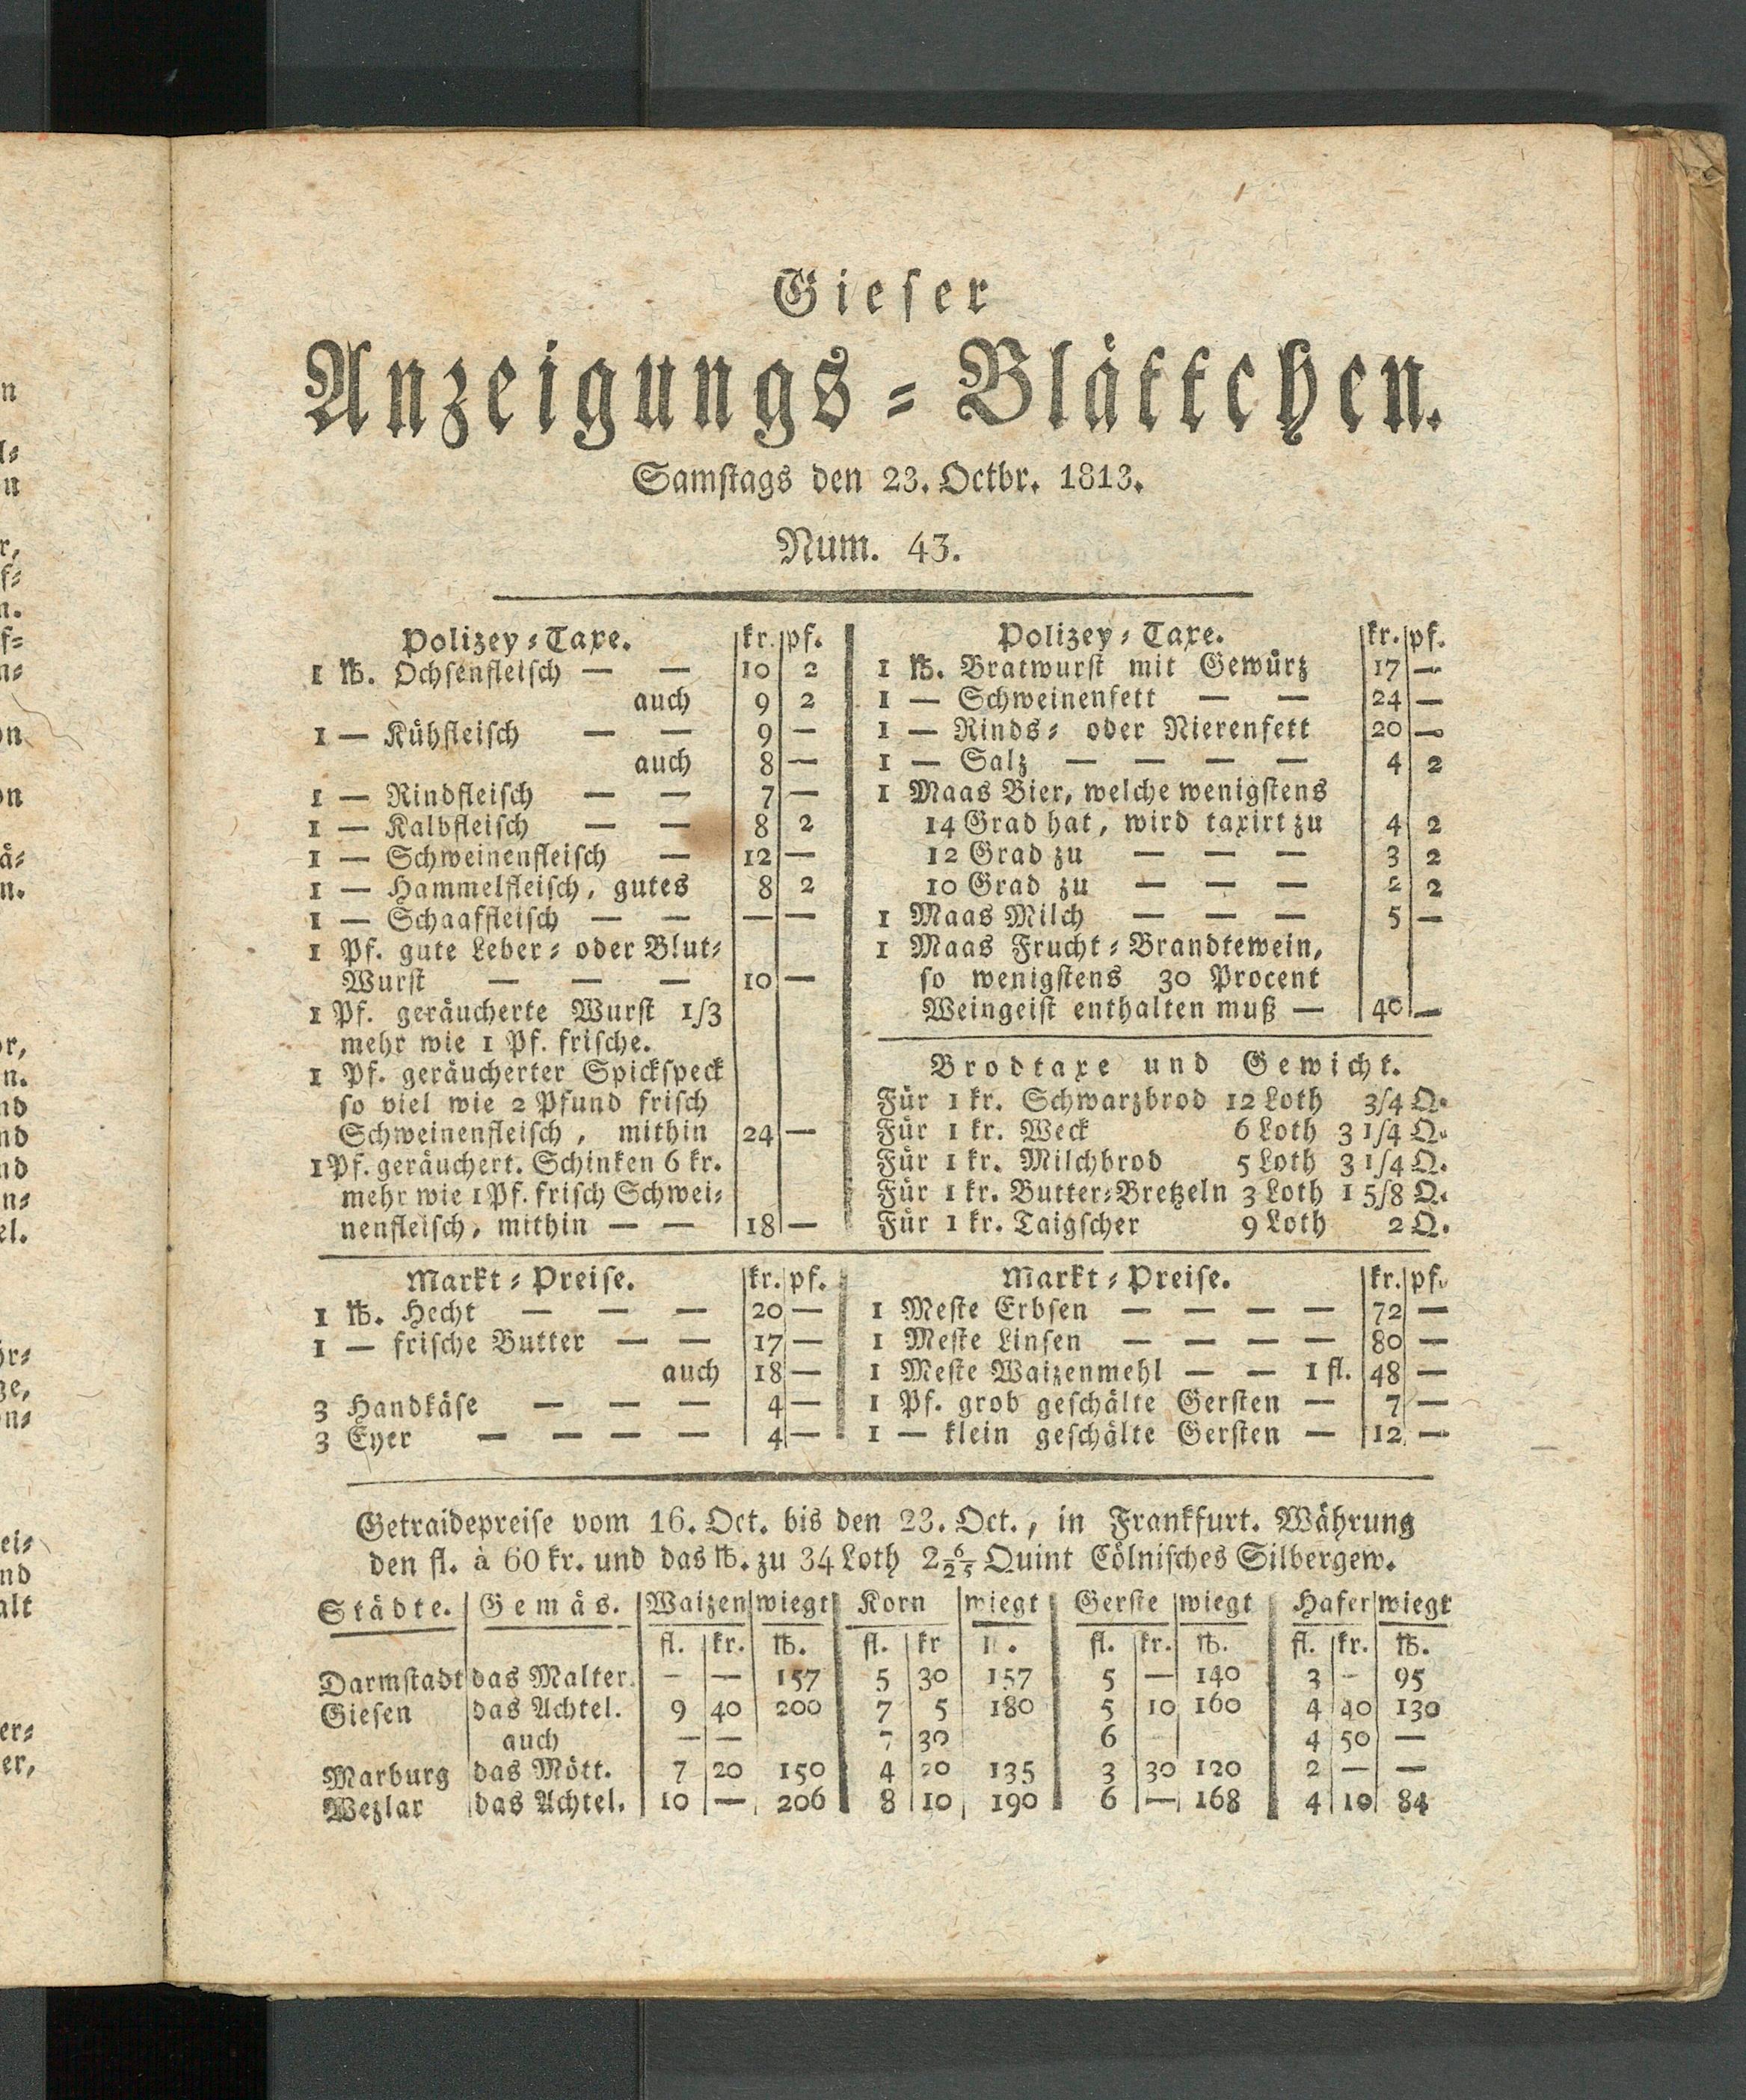 Gieser
Anzeigungs-Blättchen.
Samstags den 23. Octbr. 1813.
Num. 43.
Polizey-Taxe. kr. pf.
1 ℔. Ochsenfleisch — — 10 2
auch 9 2
1 — Kühfleisch — — 9 —
auch 8 —
1 — Rindfleisch — — 7 —
1 — Kalbfleisch — — 8 2
1 — Schweinenfleisch — 12 —
1 — Hammelfleisch, gutes 8 2
1 — Schaaffleisch — — — —
1 Pf. gute Leber- oder Blut-
Wurst — — — 10 —
1 Pf. geräucherte Wurst 1/3
mehr wie 1 Pf. frische.
1 Pf. geräucherter Spickspeck
so viel wie 2 Pfund frisch
Schweinenfleisch, mithin 24 —
1 Pf. geräuchert. Schinken 6 kr.
mehr wie 1 Pf. frisch Schwei-
nenfleisch, mithin — — 18 —
Polizey-Taxe. kr. pf.
1 ℔. Bratwurst mit Gewürz 17 —
1 — Schweinenfett — — 24 —
1 — Rinds- oder Nierenfett 20 —
1 — Salz — — — — 4 2
1 Maas Bier, welche wenigstens
14 Grad hat, wird taxirt zu 4 2
12 Grad zu — — — 3 2
10 Grad zu — — — 2 2
1 Maas Milch — — — 5 —
1 Maas Frucht-Brandtewein,
so wenigstens 30 Procent
Weingeist enthalten muß — 40 —
Brodtaxe und Gewicht.
Für 1 kr. Schwarzbrod 12 Loth 3/4 Q.
Für 1 kr. Weck 6 Loth 3 1/4 Q.
Für 1 kr. Milchbrod 5 Loth 3 1/4 Q.
Für 1 kr. Butter-Bretzeln 3 Loth 1 5/8 Q.
Für 1 kr. Taigscher 9 Loth 2 Q.
Markt-Preise. kr. pf.
1 ℔. Hecht — — — 20 —
1 — frische Butter — — 17 —
auch 18 —
3 Handkäse — — — 4 —
3 Eyer — — — — 4 —
Markt-Preise. kr. pf.
1 Meste Erbsen — — — — 72 —
1 Meste Linsen — — — — 80 —
1 Meste Waizenmehl — — 1 fl. 48 —
1 Pf. grob geschälte Gersten — 7 —
1 — klein geschälte Gersten — 12 —
Getraidepreise vom 16. Oct. bis den 23. Oct., in Frankfurt. Währung
den fl. à 60 kr. und das ℔. zu 34 Loth 2 6/25 Quint Cölnisches Silbergew.
Städte. Gemäs. Waizen wiegt Korn wiegt Gerste wiegt Hafer wiegt
fl. kr. ℔. fl. kr fl. kr. ℔. fl. kr. ℔.
Darmstadt das Malter. — — 157 5 30 157 5 — 140 3 — 95
Giesen das Achtel. 9 40 200 7 5 180 5 10 160 4 40 130
auch — — 7 30 6 4 50 —
Marburg das Mött. 7 20 150 4 20 135 3 30 120 2 — —
Wezlar das Achtel. 10 — 206 8 10 190 6 — 168 4 10 84